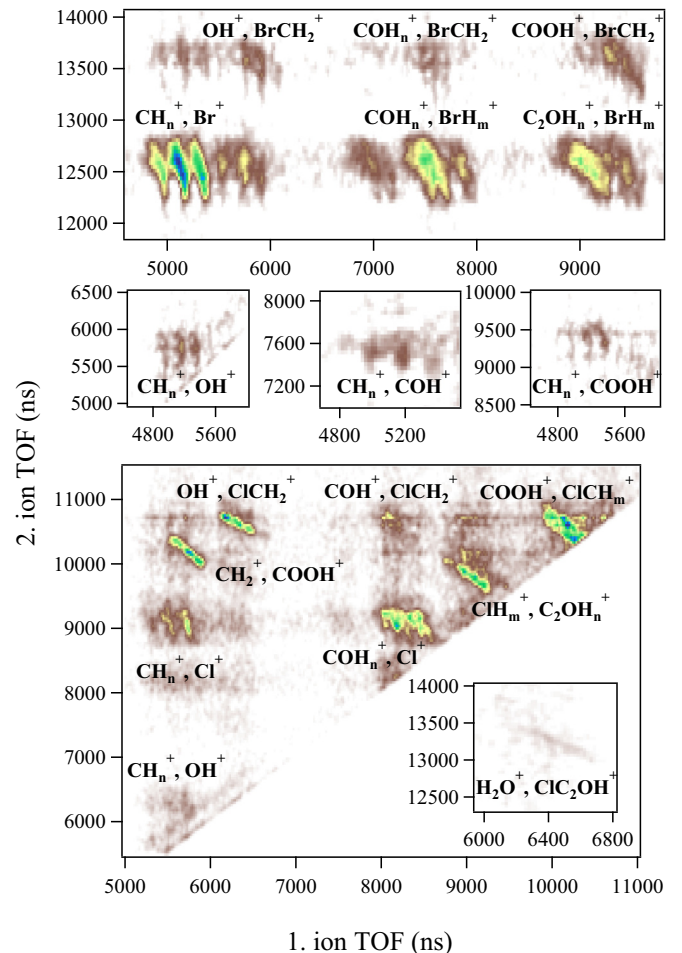 14000
13000
12000
OH⁺, BrCH₂⁺
COHₙ⁺, BrCH₂⁺
COOH⁺, BrCH₂⁺
CHₙ⁺, Br⁺
COHₙ⁺, BrHₘ⁺
C₂OHₙ⁺, BrHₘ⁺
5000 6000 7000 8000 9000
6500
6000
5500
5000
CHₙ⁺, OH⁺
4800 5600
8000
7600
7200
CHₙ⁺, COH⁺
4800 5200
10000
9500
9000
8500
CHₙ⁺, COOH⁺
4800 5600
2. ion TOF (ns)
11000
10000
9000
8000
7000
6000
OH⁺, ClCH₂⁺
COH⁺, ClCH₂⁺
COOH⁺, ClCHₘ⁺
CH₂⁺, COOH⁺
ClHₘ⁺, C₂OHₙ⁺
CHₙ⁺, Cl⁺
COHₙ⁺, Cl⁺
CHₙ⁺, OH⁺
14000
13500
13000
12500
H₂O⁺, ClC₂OH⁺
6000 6400 6800
5000 6000 7000 8000 9000 10000 11000
1. ion TOF (ns)